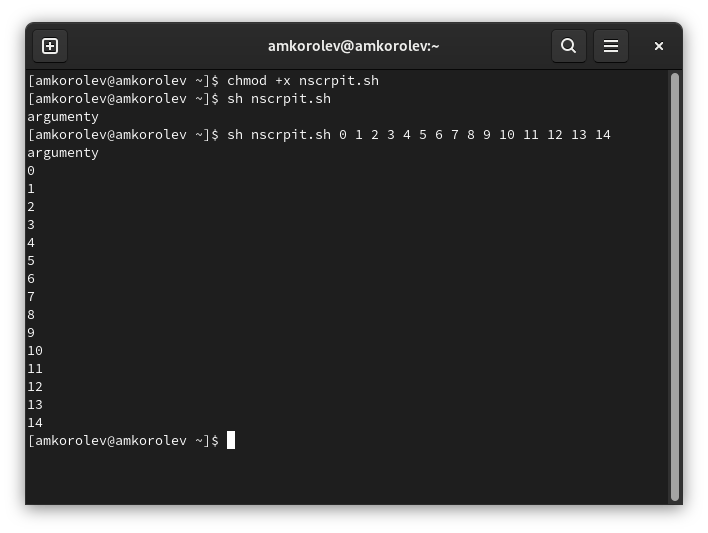 amkorolev@amkorolev:~
[amkorolev@amkorolev ~]$ chmod +x nscrpit.sh
[amkorolev@amkorolev ~]$ sh nscrpit.sh
argumenty
[amkorolev@amkorolev ~]$ sh nscrpit.sh 0 1 2 3 4 5 6 7 8 9 10 11 12 13 14
argumenty
0
1
2
3
4
5
6
7
8
9
10
11
12
13
14
[amkorolev@amkorolev ~]$